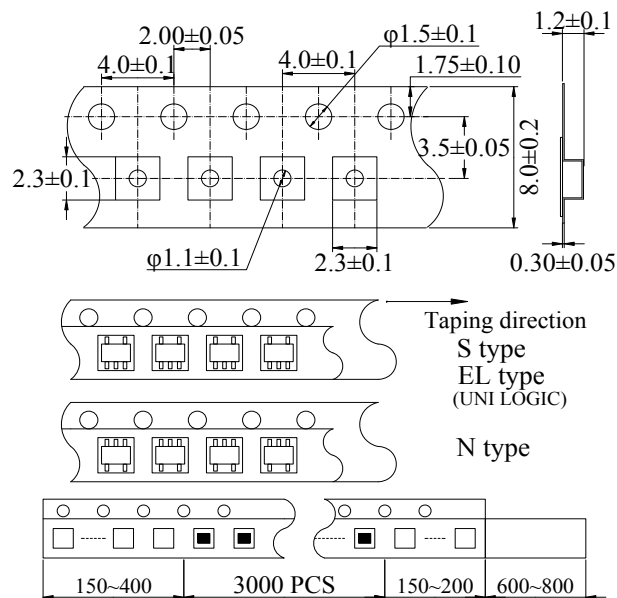 2.00±0.05
4.0±0.1
φ1.5±0.1
4.0±0.1
1.2±0.1
1.75±0.10
3.5±0.05
8.0±0.2
2.3±0.1
φ1.1±0.1
2.3±0.1
0.30±0.05
Taping direction
S type
EL type
(UNI LOGIC)
N type
150~400
3000 PCS
150~200
600~800